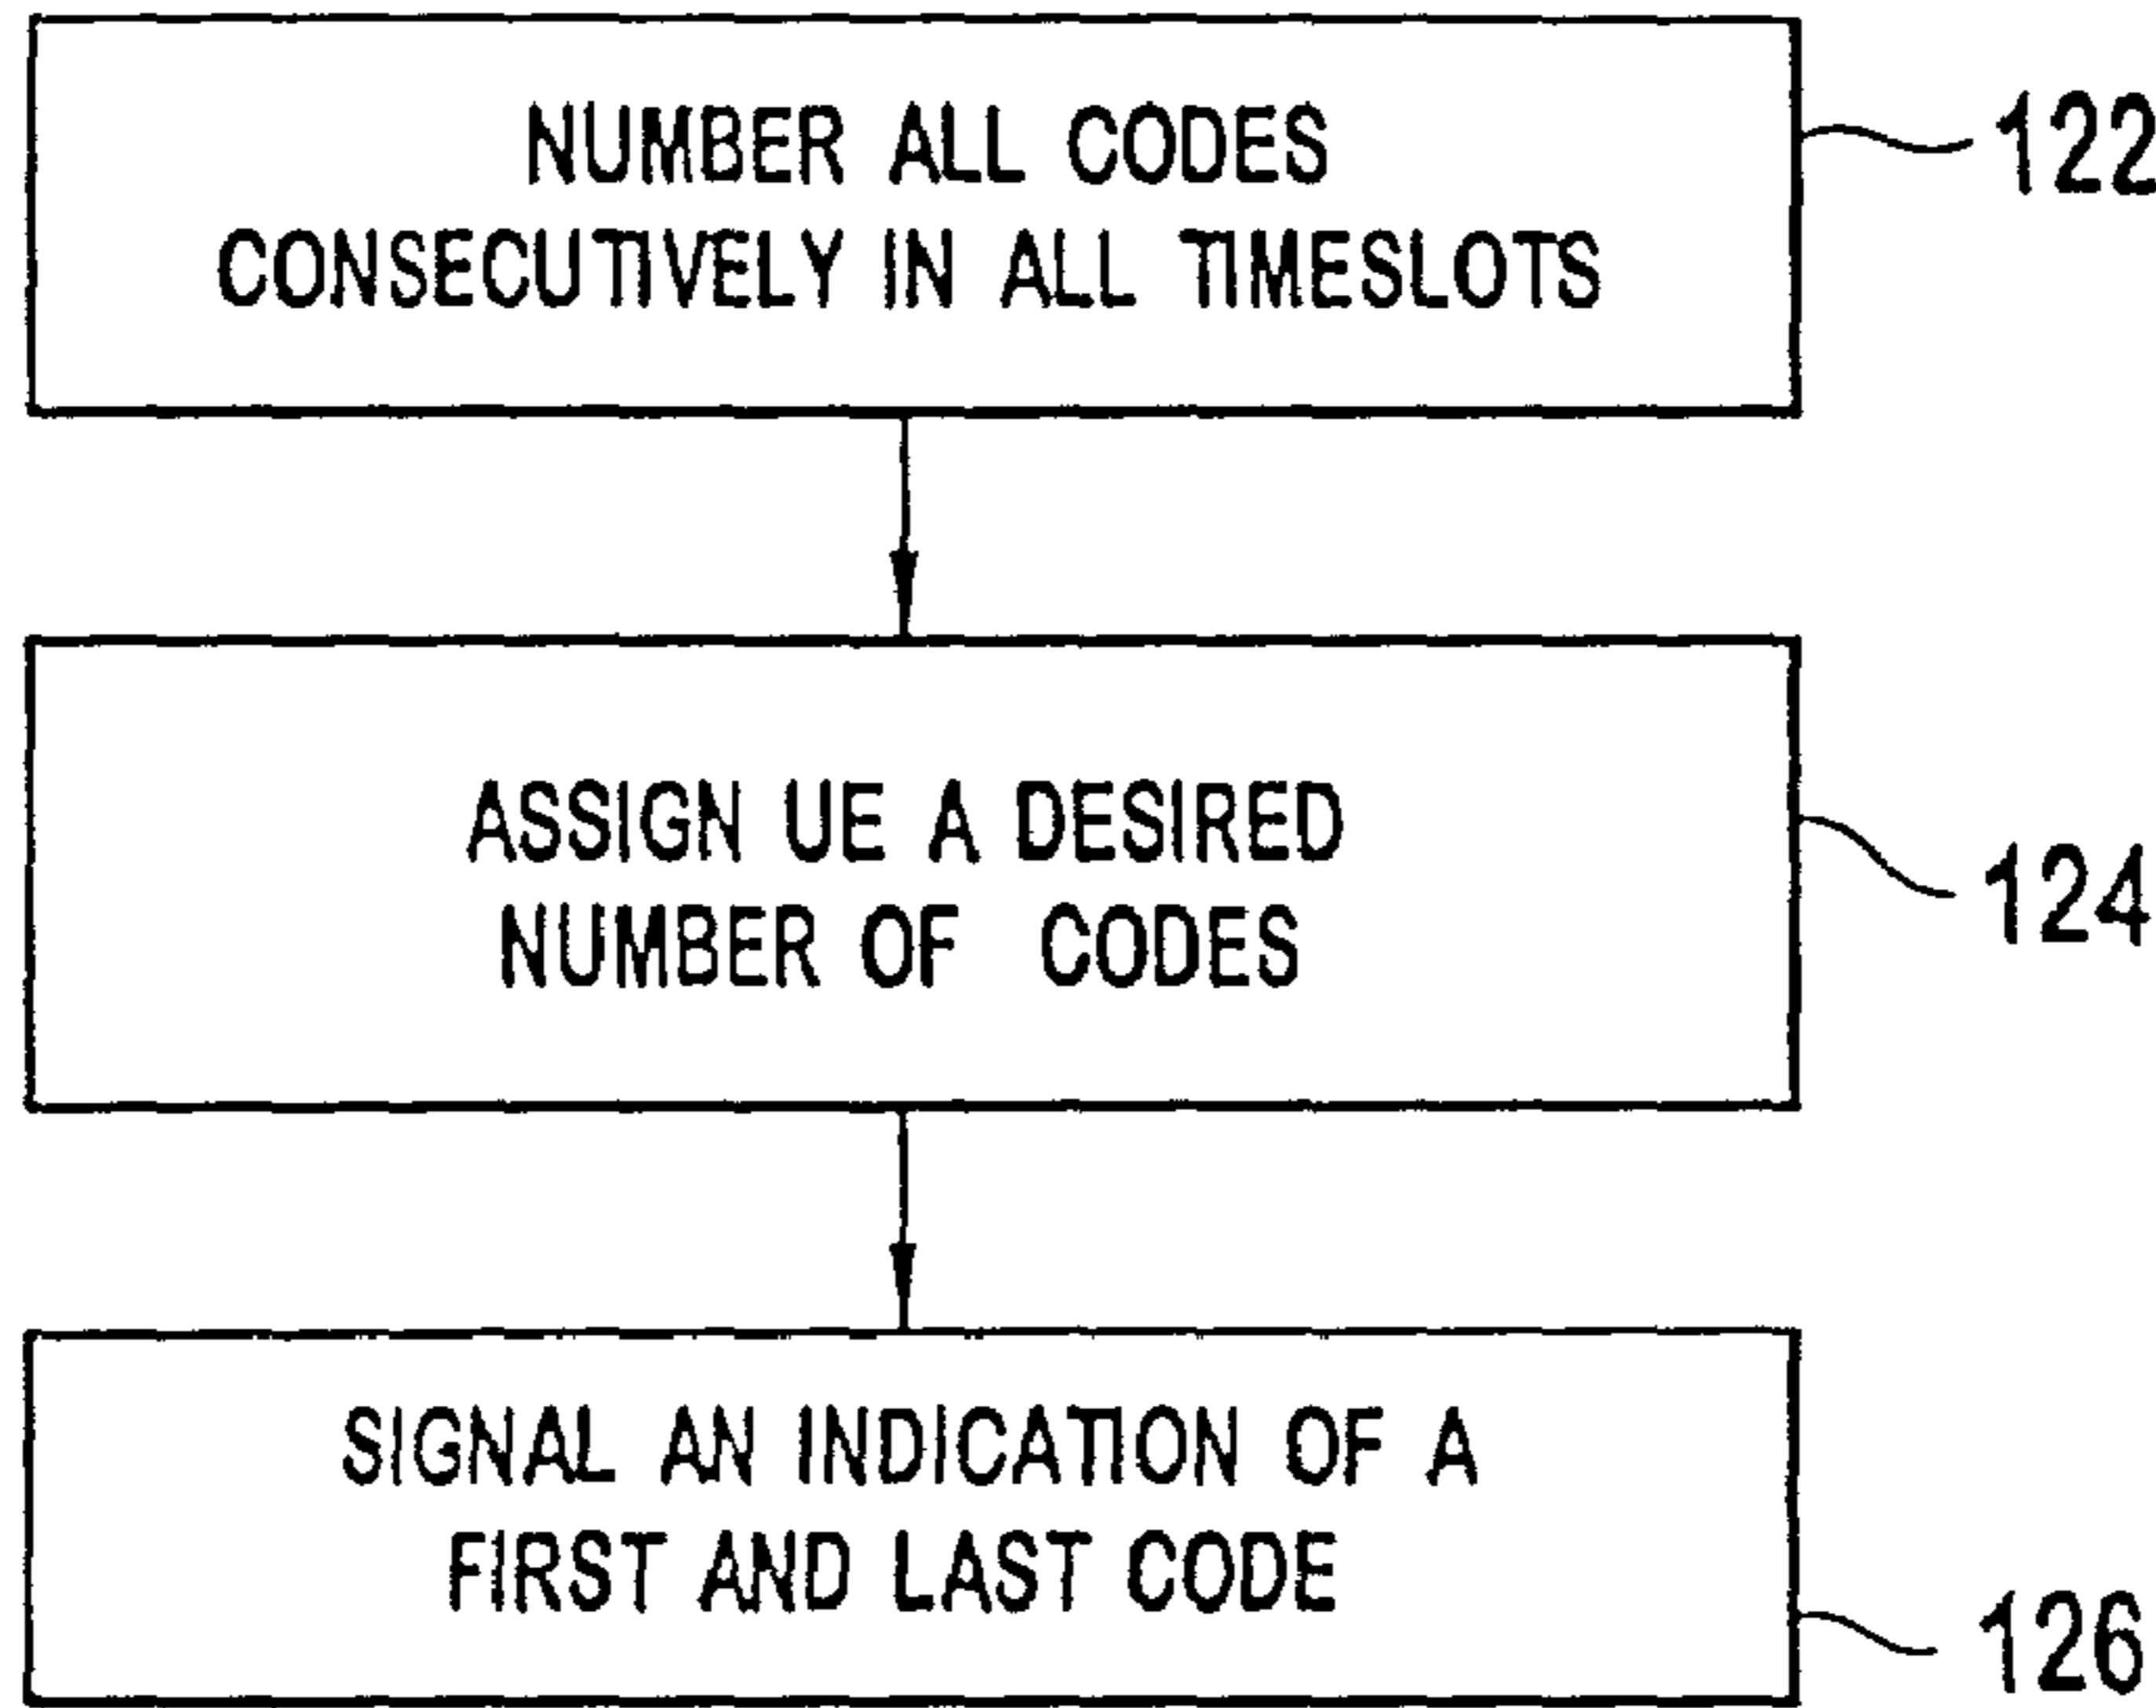 NUMBER ALL CODES
CONSECUTIVELY IN ALL TIMESLOTS
122
ASSIGN UE A DESIRED
NUMBER OF CODES
124
SIGNAL AN INDICATION OF A
FIRST AND LAST CODE
126